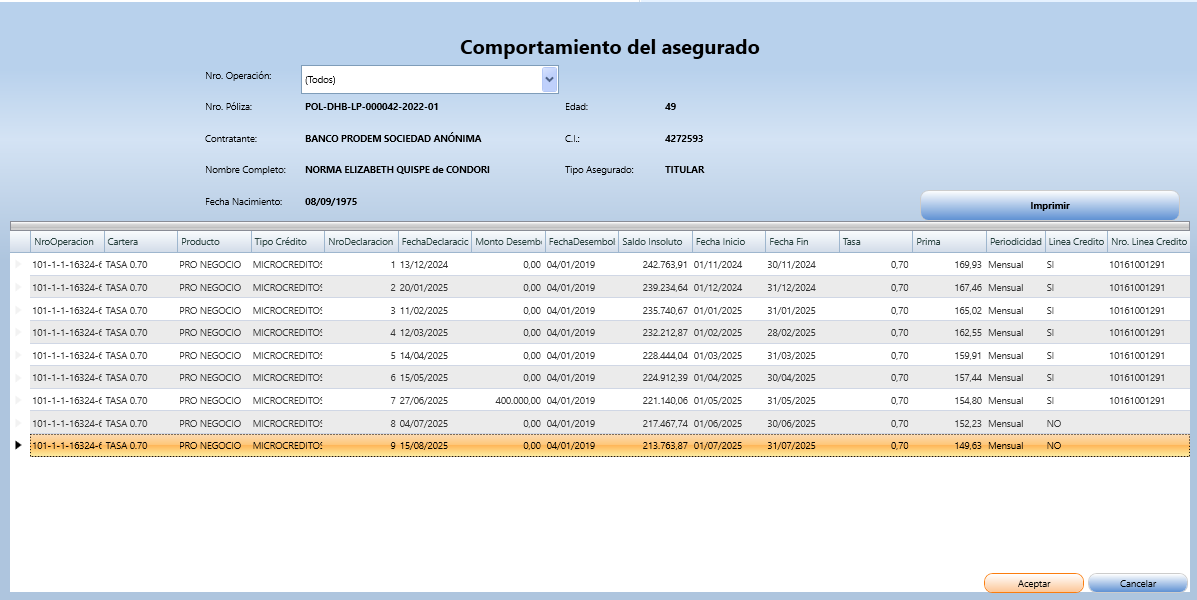 Comportamiento del asegurado
Nro. Operación: (Todos)
Nro. Póliza: POL-DHB-LP-000042-2022-01 Edad: 49
Contratante: BANCO PRODEM SOCIEDAD ANÓNIMA C.I.: 4272593
Nombre Completo: NORMA ELIZABETH QUISPE de CONDORI Tipo Asegurado: TITULAR
Fecha Nacimiento: 08/09/1975
Imprimir
NroOperacion Cartera Producto Tipo Crédito NroDeclaracion FechaDeclaracic Monto Desemb FechaDesembol Saldo Insoluto Fecha Inicio Fecha Fin Tasa Prima Periodicidad Linea Credito Nro. Linea Credito
101-1-1-16324-6 TASA 0.70 PRO NEGOCIO MICROCREDITOS 1 13/12/2024 0,00 04/01/2019 242.763,91 01/11/2024 30/11/2024 0,70 169,93 Mensual SI 10161001291
101-1-1-16324-6 TASA 0.70 PRO NEGOCIO MICROCREDITOS 2 20/01/2025 0,00 04/01/2019 239.234,64 01/12/2024 31/12/2024 0,70 167,46 Mensual SI 10161001291
101-1-1-16324-6 TASA 0.70 PRO NEGOCIO MICROCREDITOS 3 11/02/2025 0,00 04/01/2019 235.740,67 01/01/2025 31/01/2025 0,70 165,02 Mensual SI 10161001291
101-1-1-16324-6 TASA 0.70 PRO NEGOCIO MICROCREDITOS 4 12/03/2025 0,00 04/01/2019 232.212,87 01/02/2025 28/02/2025 0,70 162,55 Mensual SI 10161001291
101-1-1-16324-6 TASA 0.70 PRO NEGOCIO MICROCREDITOS 5 14/04/2025 0,00 04/01/2019 228.444,04 01/03/2025 31/03/2025 0,70 159,91 Mensual SI 10161001291
101-1-1-16324-6 TASA 0.70 PRO NEGOCIO MICROCREDITOS 6 15/05/2025 0,00 04/01/2019 224.912,39 01/04/2025 30/04/2025 0,70 157,44 Mensual SI 10161001291
101-1-1-16324-6 TASA 0.70 PRO NEGOCIO MICROCREDITOS 7 27/06/2025 400.000,00 04/01/2019 221.140,06 01/05/2025 31/05/2025 0,70 154,80 Mensual SI 10161001291
101-1-1-16324-6 TASA 0.70 PRO NEGOCIO MICROCREDITOS 8 04/07/2025 0,00 04/01/2019 217.467,74 01/06/2025 30/06/2025 0,70 152,23 Mensual NO
101-1-1-16324-6 TASA 0.70 PRO NEGOCIO MICROCREDITOS 9 15/08/2025 0,00 04/01/2019 213.763,87 01/07/2025 31/07/2025 0,70 149,63 Mensual NO
Aceptar Cancelar